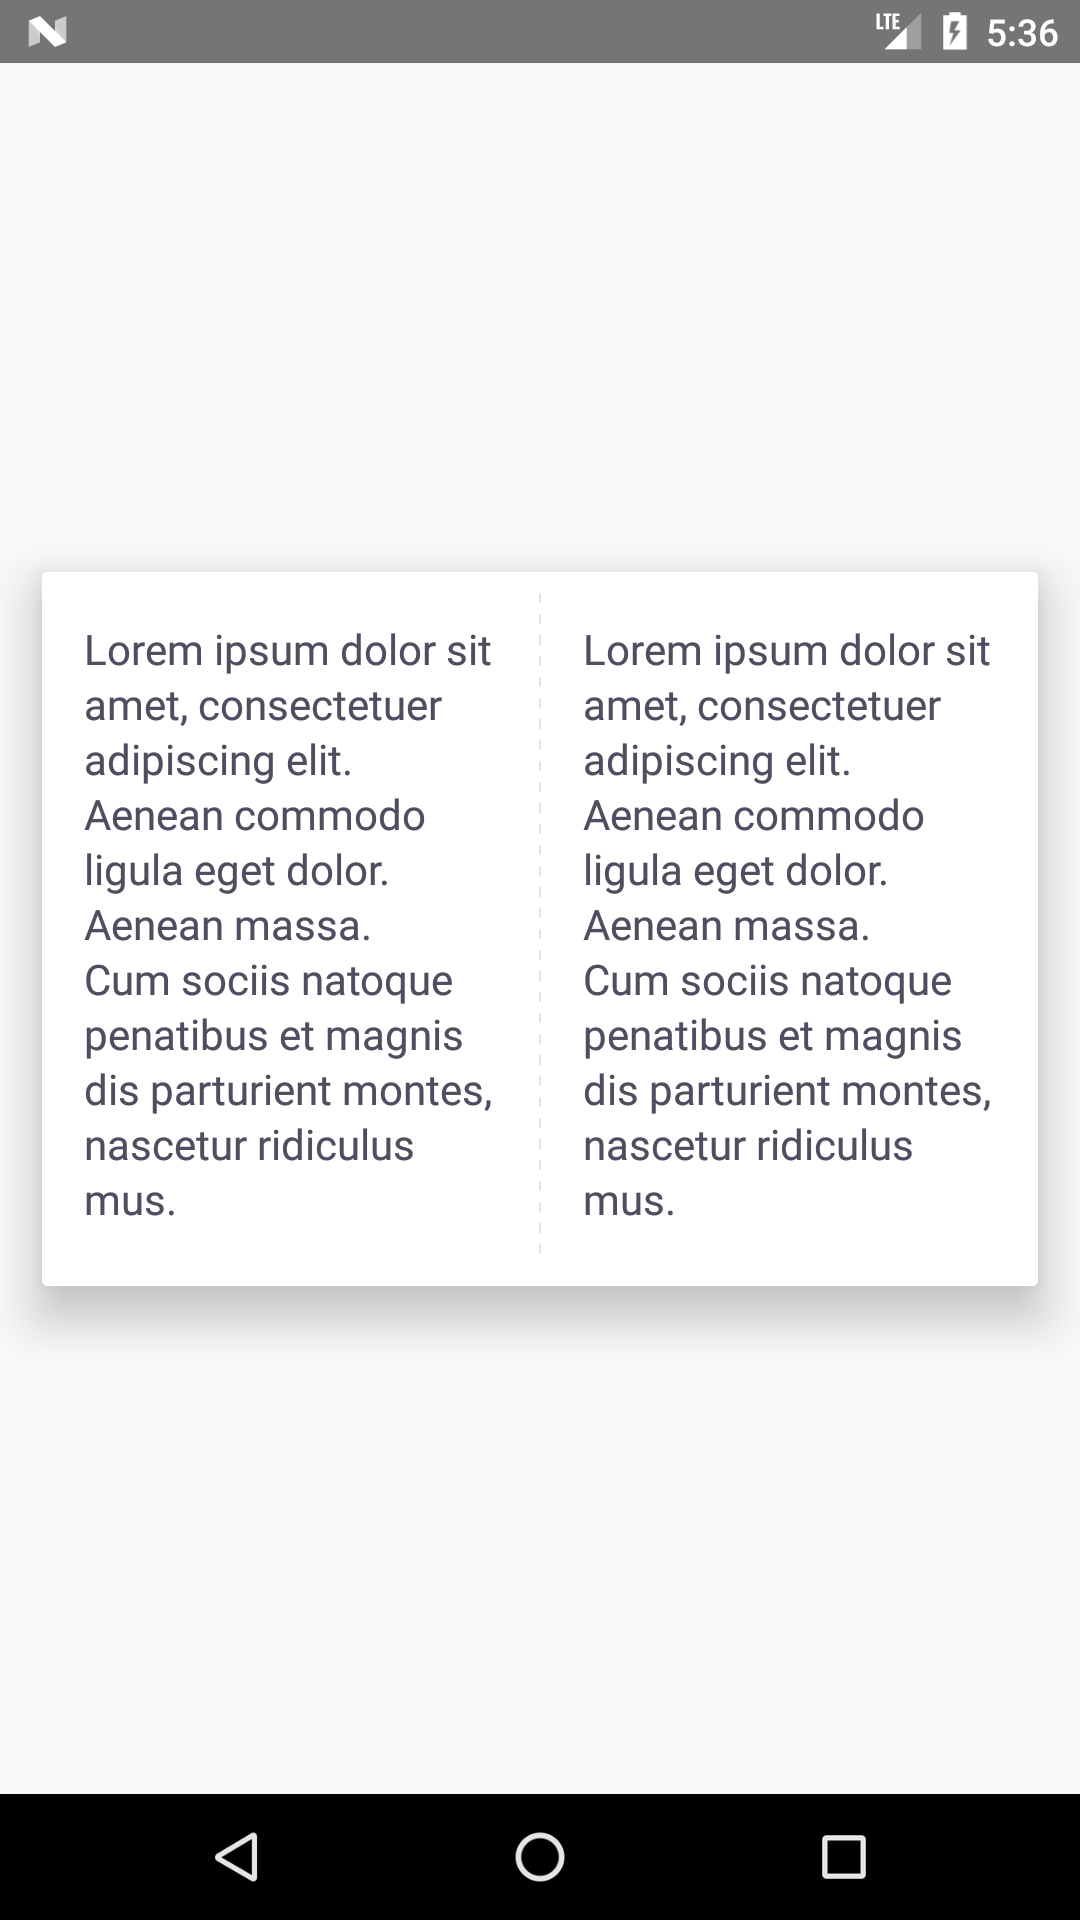 LTE 5:36
Lorem ipsum dolor sit
amet, consectetuer
adipiscing elit.
Aenean commodo
ligula eget dolor.
Aenean massa.
Cum sociis natoque
penatibus et magnis
dis parturient montes,
nascetur ridiculus
mus.
Lorem ipsum dolor sit
amet, consectetuer
adipiscing elit.
Aenean commodo
ligula eget dolor.
Aenean massa.
Cum sociis natoque
penatibus et magnis
dis parturient montes,
nascetur ridiculus
mus.